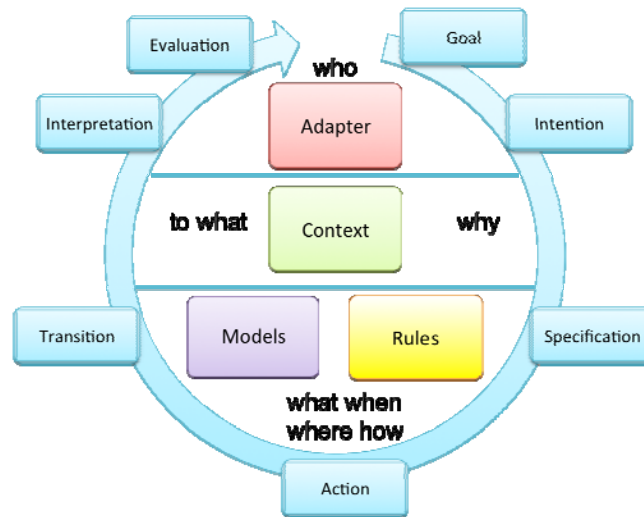 Evaluation
Goal
who
Interpretation
Adapter
Intention
to what
Context
why
Transition
Models
Rules
Specification
what when
where how
Action